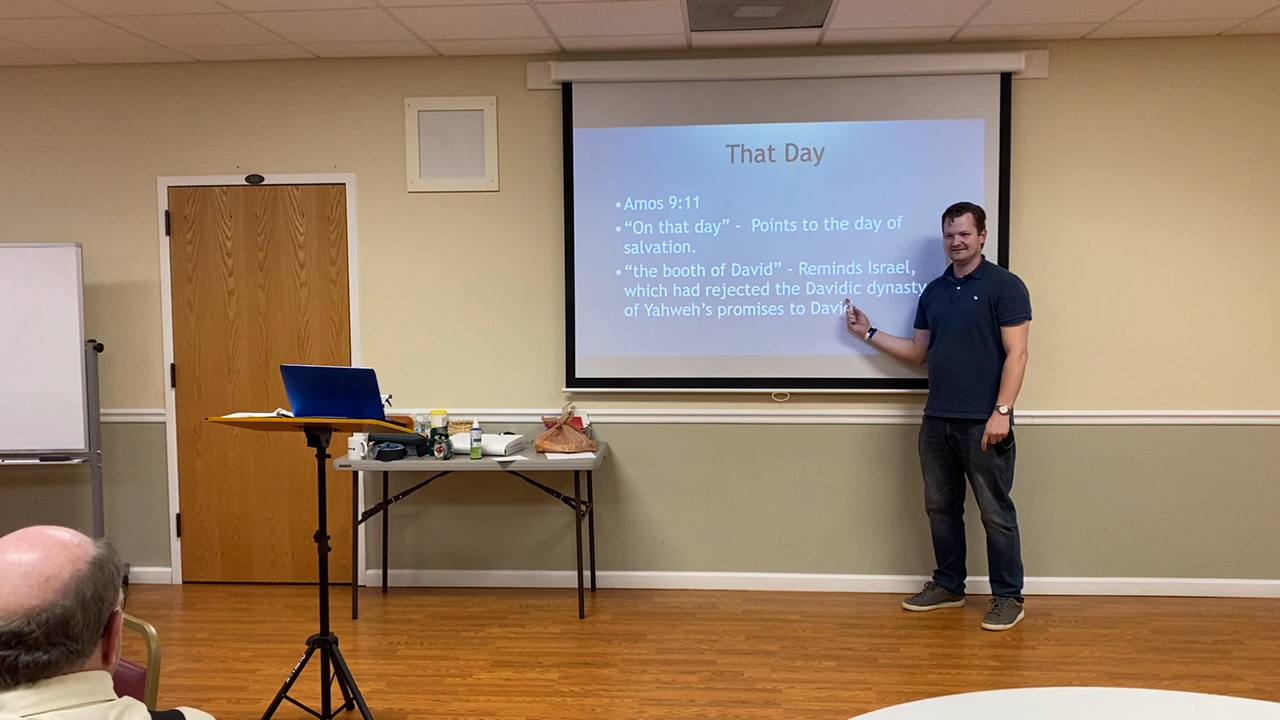 That Day
•Amos 9:11
•“On that day” - Points to the day of
salvation.
•“the booth of David” - Reminds Israel,
which had rejected the Davidic dynasty
of Yahweh’s promises to